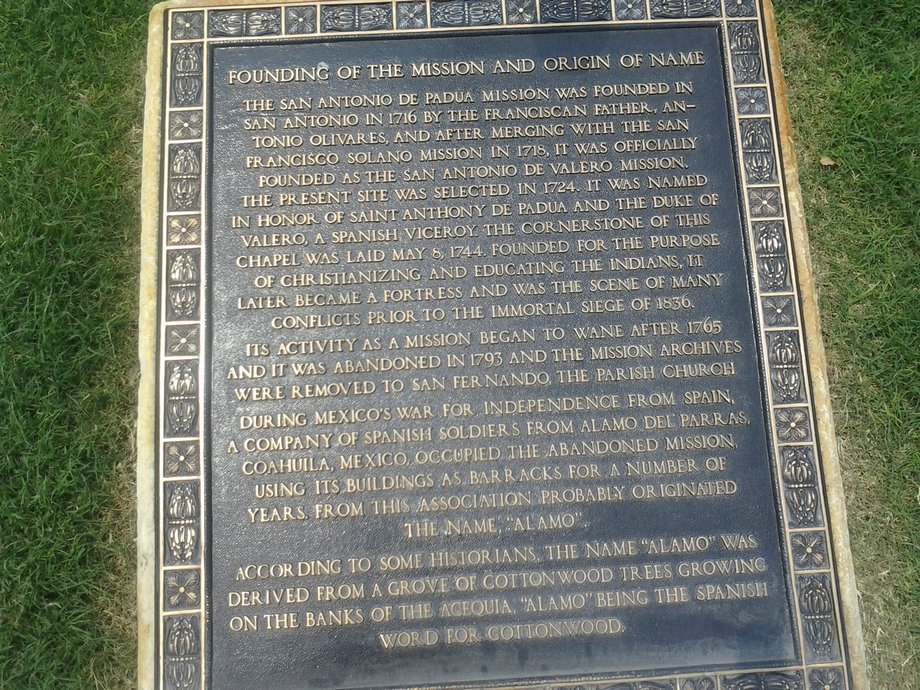 FOUNDING OF THE MISSION AND ORIGIN OF NAME
THE SAN ANTONIO DE PADUA MISSION WAS FOUNDED IN
SAN ANTONIO IN 1716 BY THE FRANCISCAN FATHER, AN–
TONIO OLIVARES, AND AFTER MERGING WITH THE SAN
FRANCISCO SOLANO MISSION IN 1718, IT WAS OFFICIALLY
FOUNDED AS THE SAN ANTONIO DE VALERO MISSION.
THE PRESENT SITE WAS SELECTED IN 1724. IT WAS NAMED
IN HONOR OF SAINT ANTHONY DE PADUA AND THE DUKE OF
VALERO, A SPANISH, VICEROY. THE CORNERSTONE OF THIS
CHAPEL WAS LAID MAY 8, 1744. FOUNDED FOR THE PURPOSE
OF CHRISTIANIZING AND EDUCATING THE INDIANS, IT
LATER BECAME A FORTRESS AND WAS THE SCENE OF MANY
CONFLICTS PRIOR TO THE IMMORTAL SIEGE OF 1836.
ITS ACTIVITY AS A MISSION BEGAN TO WANE AFTER 1765
AND IT WAS ABANDONED IN 1793 AND THE MISSION ARCHIVES
WERE REMOVED TO SAN FERNANDO, THE PARISH CHURCH
DURING MEXICO'S WAR FOR INDEPENDENCE FROM SPAIN,
A COMPANY OF SPANISH SOLDIERS FROM ALAMO DEL PARRAS,
COAHUILA, MEXICO, OCCUPIED THE ABANDONED MISSION,
USING ITS BUILDINGS AS BARRACKS FOR A NUMBER OF
YEARS. FROM THIS ASSOCIATION PROBABLY ORIGINATED
THE NAME, "ALAMO".
ACCORDING TO SOME HISTORIANS, THE NAME "ALAMO" WAS
DERIVED FROM A GROVE OF COTTONWOOD TREES GROWING
ON THE BANKS OF THE ACEQUIA, "ALAMO" BEING THE SPANISH
WORD FOR COTTONWOOD.